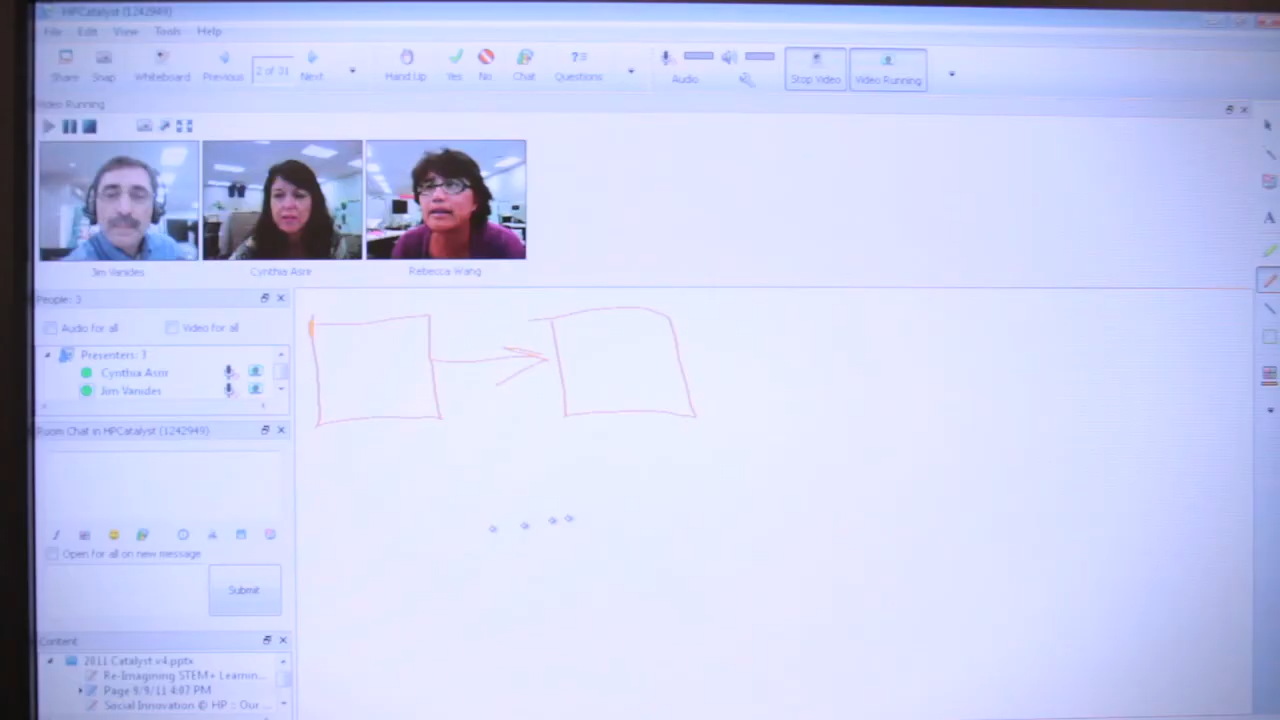 HPCatalyst (1242949)
File Edit View Tools Help
Share Snap Whiteboard Previous 2 of 31 Next Hand Up Yes No Chat Questions Audio Stop Video Video Running
Video Running
Jim Vanides Cynthia Asrir Rebecca Wang
People: 3
Audio for all Video for all
Presenters: 3
Cynthia Asrir
Jim Vanides
Room Chat in HPCatalyst (1242949)
Open for all on new message
Submit
Content
2011 Catalyst v4.pptx
Re-Imagining STEM+ Learnin...
Page 9/9/11 4:07 PM
Social Innovation @ HP :: Our